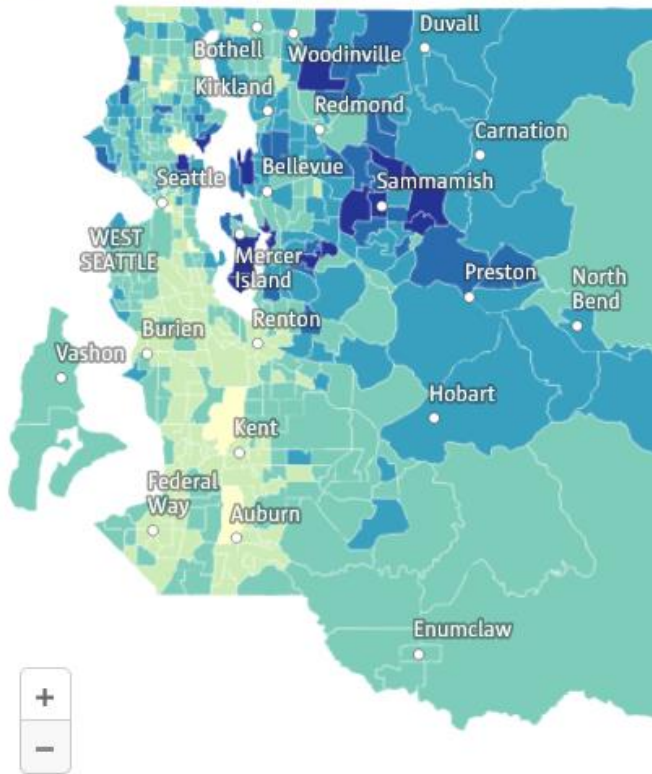 Duvall
Bothell
Woodinville
Kirkland
Redmond
Carnation
Bellevue
Seattle
Sammamish
WEST
SEATTLE
Mercer
Island
Preston
North
Bend
Burien
Renton
Vashon
Hobart
Kent
Federal
Way
Auburn
Enumclaw
+
−